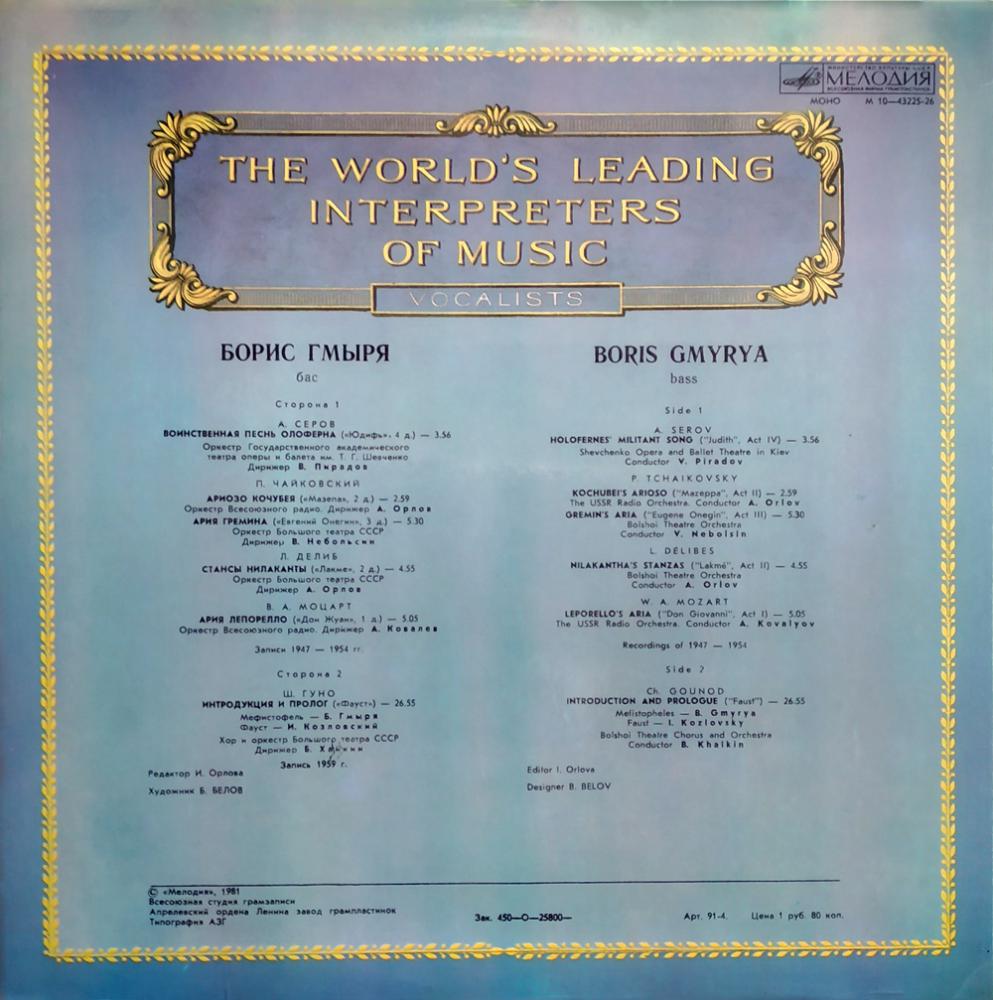 МИНИСТЕРСТВО КУЛЬТУРЫ СССР
МЕЛОДИЯ
ВСЕСОЮЗНАЯ ФИРМА ГРАМПЛАСТИНОК
МОНО М 10—43225-26
THE WORLD'S LEADING
INTERPRETERS
OF MUSIC
VOCALISTS
БОРИС ГМЫРЯ
бас
Сторона 1
А. СЕРОВ
ВОИНСТВЕННАЯ ПЕСНЬ ОЛОФЕРНА («Юдифь», 4 д.) — 3.56
Оркестр Государственного академического
театра оперы и балета им. Т. Г. Шевченко
Дирижер В. Пирадов
П. ЧАЙКОВСКИЙ
АРИОЗО КОЧУБЕЯ («Мазепа», 2 д.) — 2.59
Оркестр Всесоюзного радио. Дирижер А. Орлов
АРИЯ ГРЕМИНА («Евгений Онегин», 3 д.) — 5.30
Оркестр Большого театра СССР
Дирижер В. Небольсин
Л. ДЕЛИБ
СТАНСЫ НИЛАКАНТЫ («Лакме», 2 д.) — 4.55
Оркестр Большого театра СССР
Дирижер А. Орлов
В. А. МОЦАРТ
АРИЯ ЛЕПОРЕЛЛО («Дон Жуан», 1 д.) — 5.05
Оркестр Всесоюзного радио. Дирижер А. Ковалев
Записи 1947 — 1954 гг.
Сторона 2
Ш. ГУНО
ИНТРОДУКЦИЯ И ПРОЛОГ («Фауст») — 26.55
Мефистофель — Б. Гмыря
Фауст — И. Козловский
Хор и оркестр Большого театра СССР
Дирижер Б. Хайкин
Запись 1959 г.
Редактор И. Орлова
Художник Б. БЕЛОВ
BORIS GMYRYA
bass
Side 1
A. SEROV
HOLOFERNES' MILITANT SONG ("Judith", Act IV) — 3.56
Shevchenko Opera and Ballet Theatre in Kiev
Conductor V. Piradov
P. TCHAIKOVSKY
KOCHUBEI'S ARIOSO ("Mazeppa", Act II) — 2.59
The USSR Radio Orchestra. Conductor A. Orlov
GREMIN'S ARIA ("Eugene Onegin", Act III) — 5.30
Bolshoi Theatre Orchestra
Conductor V. Nebolsin
L. DÉLIBES
NILAKANTHA'S STANZAS ("Lakmé", Act II) — 4.55
Bolshoi Theatre Orchestra
Conductor A. Orlov
W. A. MOZART
LEPORELLO'S ARIA ("Don Giovanni", Act I) — 5.05
The USSR Radio Orchestra. Conductor A. Kovalyov
Recordings of 1947 — 1954
Side 2
Ch. GOUNOD
INTRODUCTION AND PROLOGUE ("Faust") — 26.55
Mefistopheles — B. Gmyrya
Faust — I. Kozlovsky
Bolshoi Theatre Chorus and Orchestra
Conductor B. Khaikin
Editor I. Orlova
Designer B. BELOV
© «Мелодия», 1981
Всесоюзная студия грамзаписи
Апрелевский ордена Ленина завод грампластинок
Типография АЗГ
Зак. 450—О—25800—
Арт. 91-4. Цена 1 руб. 80 коп.